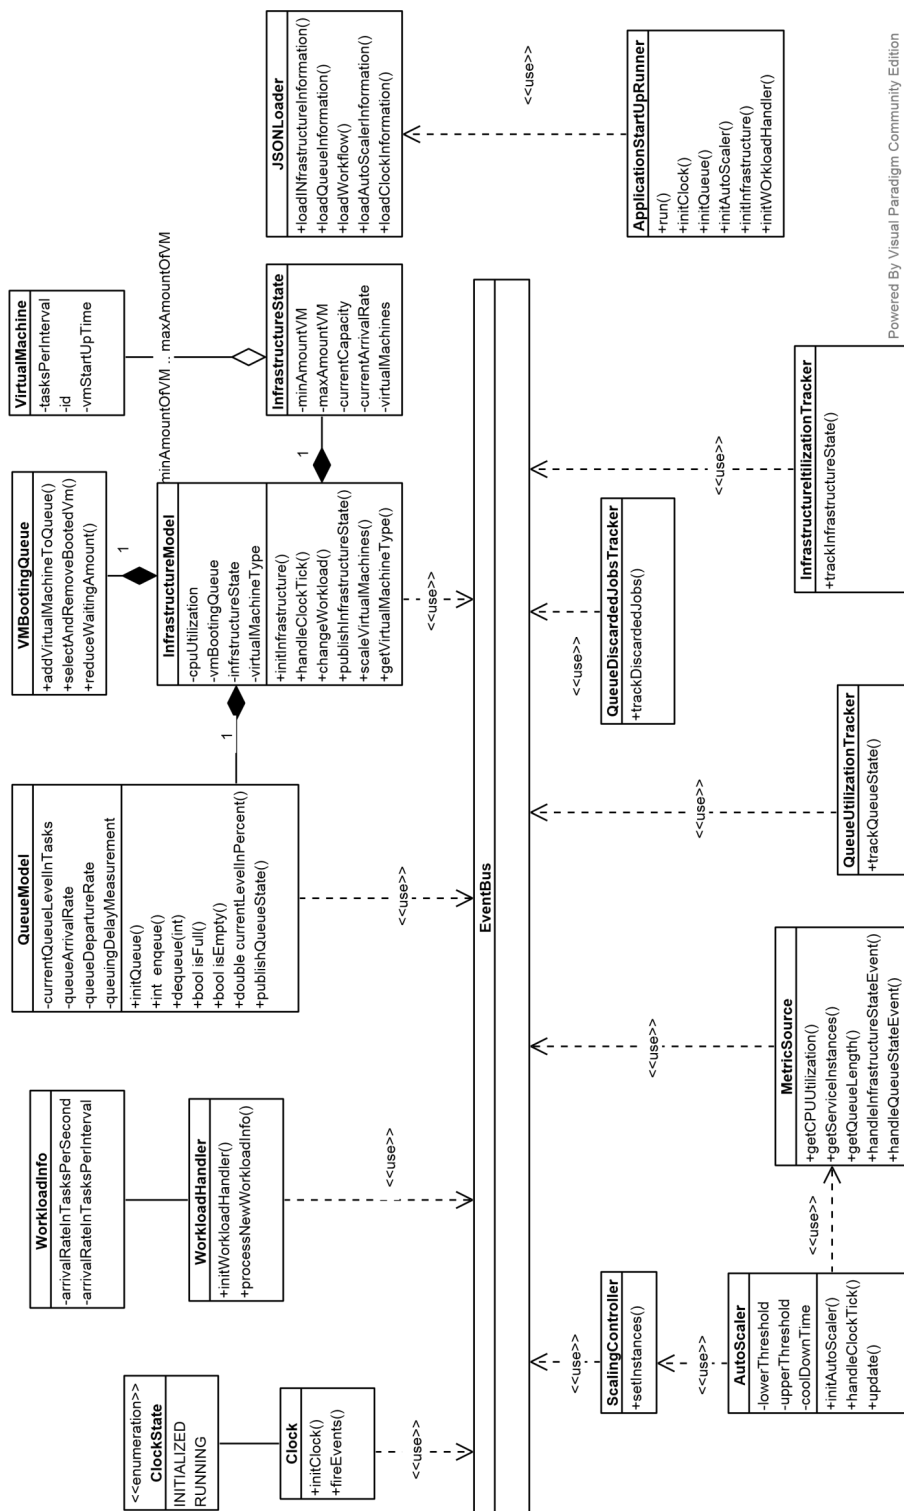 <<enumeration>>
ClockState
INITIALIZED
RUNNING
Clock
+initClock()
+fireEvents()
<<use>>
WorkloadInfo
-arrivalRateInTasksPerSecond
-arrivalRateInTasksPerInterval
WorkloadHandler
+initWorkloadHandler()
+processNewWorkloadInfo()
<<use>>
QueueModel
-currentQueueLevelInTasks
-queueArrivalRate
-queueDepartureRate
-queuingDelayMeasurement
+initQueue()
+int enqeue()
+dequeue(int)
+bool isFull()
+bool isEmpty()
+double currentLevelInPercent()
+publishQueueState()
<<use>>
1
VMBootingQueue
+addVirtualMachineToQueue()
+selectAndRemoveBootedVm()
+reduceWaitingAmount()
1
InfrastructureModel
-cpuUtilization
-vmBootingQueue
-infrstructureState
-virtualMachineType
+initInfrastructure()
+handleClockTick()
+changeWorkload()
+publishInfrastructureState()
+scaleVirtualMachines()
+getVirtualMachineType()
<<use>>
VirtualMachine
-tasksPerInterval
-id
-vmStartUpTime
minAmountOfVM .. maxAmountOfVM
1
InfrastructureState
-minAmountVM
-maxAmountVM
-currentCapacity
-currentArrivalRate
-virtualMachines
JSONLoader
+loadINfrastructureInformation()
+loadQueueInformation()
+loadWorkflow()
+loadAutoScalerInformation()
+loadClockInformation()
<<use>>
ApplicationStartUpRunner
+run()
+initClock()
+initQueue()
+initAutoScaler()
+initInfrastructure()
+initWOrkloadHandler()
EventBus
<<use>>
ScalingController
+setInstances()
<<use>>
AutoScaler
-lowerThreshold
-upperThreshold
-coolDownTime
+initAutoScaler()
+handleClockTick()
+update()
<<use>>
<<use>>
MetricSource
+getCPUUtilization()
+getServiceInstances()
+getQueueLength()
+handleInfrastructureStateEvent()
+handleQueueStateEvent()
<<use>>
QueueUtilizationTracker
+trackQueueState()
<<use>>
QueueDiscardedJobsTracker
+trackDiscardedJobs()
<<use>>
InfrastructureItilizationTracker
+trackInfrastructureState()
Powered By Visual Paradigm Community Edition